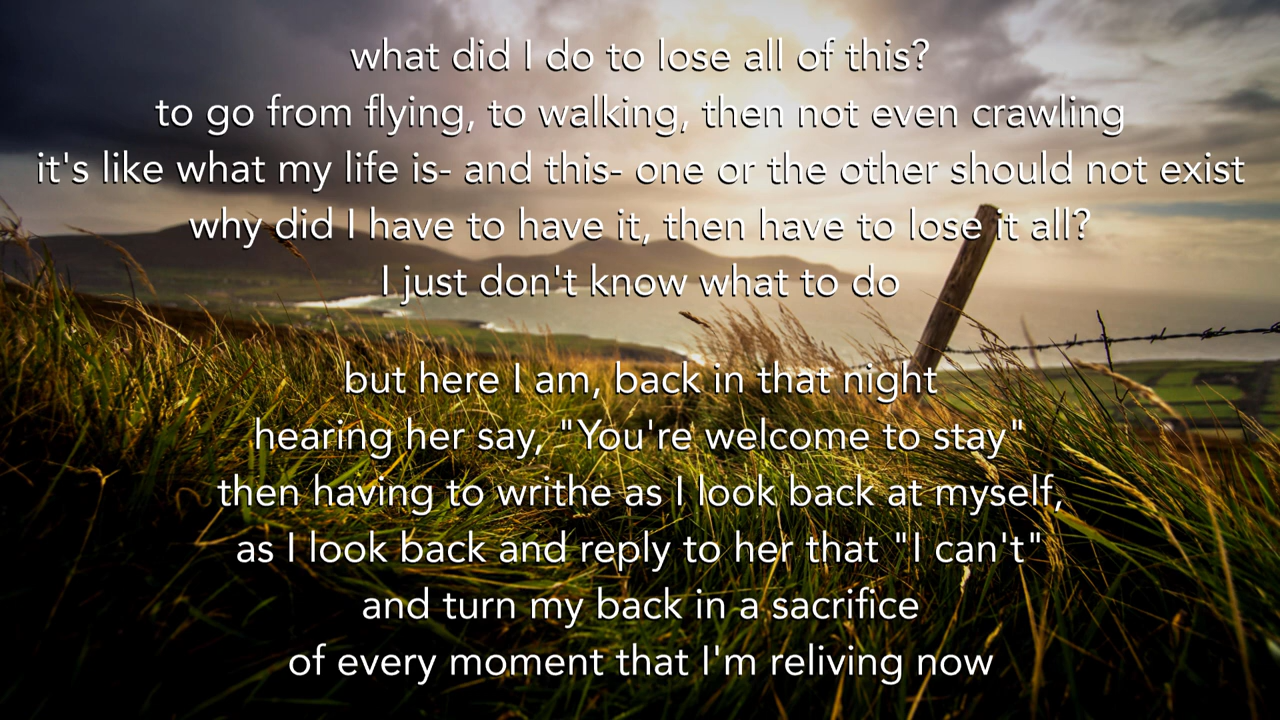 what did I do to lose all of this?
to go from flying, to walking, then not even crawling
it's like what my life is- and this- one or the other should not exist
why did I have to have it, then have to lose it all?
I just don't know what to do
but here I am, back in that night
hearing her say, "You're welcome to stay"
then having to writhe as I look back at myself,
as I look back and reply to her that "I can't"
and turn my back in a sacrifice
of every moment that I'm reliving now